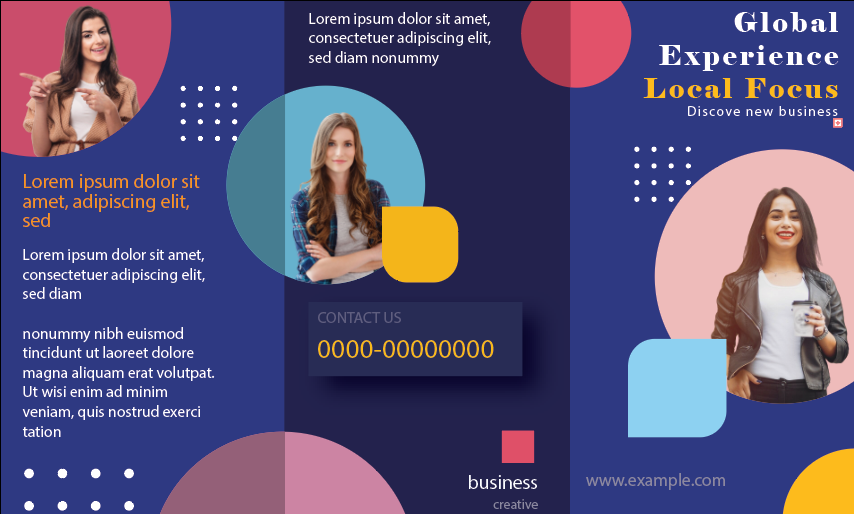 Lorem ipsum dolor sit
amet, adipiscing elit,
sed
Lorem ipsum dolor sit amet,
consectetuer adipiscing elit,
sed diam
nonummy nibh euismod
tincidunt ut laoreet dolore
magna aliquam erat volutpat.
Ut wisi enim ad minim
veniam, quis nostrud exerci
tation
Lorem ipsum dolor sit amet,
consectetuer adipiscing elit,
sed diam nonummy
CONTACT US
0000-00000000
business
creative
Global
Experience
Local Focus
Discove new business
www.example.com